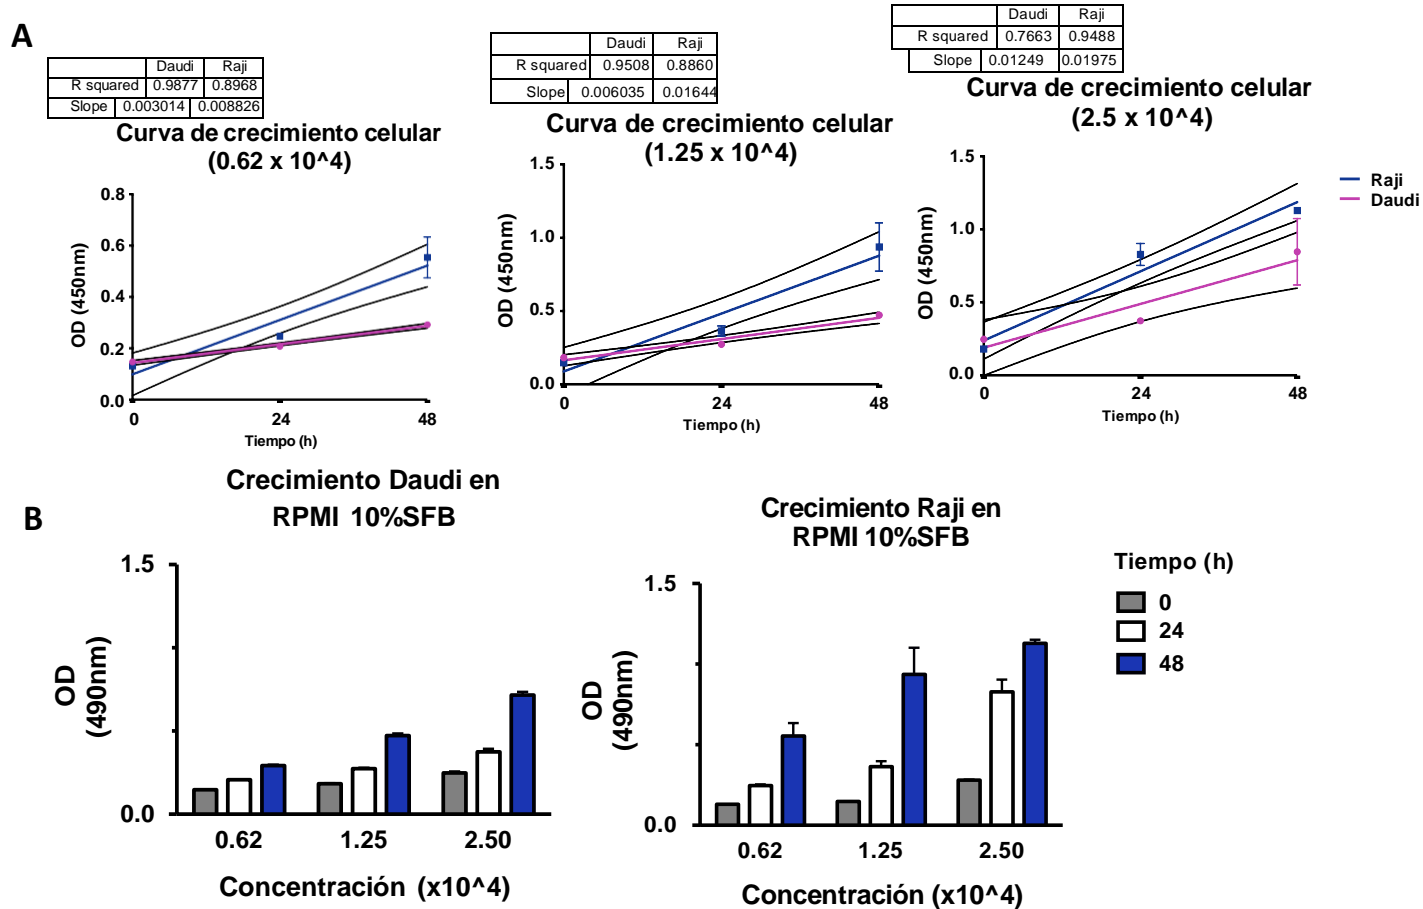 A
Daudi Raji
R squared 0.9877 0.8968
Slope 0.003014 0.008826
Curva de crecimiento celular
(0.62 x 10^4)
OD (450nm)
0.8
0.6
0.4
0.2
0.0
0 24 48
Tiempo (h)
Daudi Raji
R squared 0.9508 0.8860
Slope 0.006035 0.01644
Curva de crecimiento celular
(1.25 x 10^4)
OD (450nm)
1.5
1.0
0.5
0.0
0 24 48
Tiempo (h)
Daudi Raji
R squared 0.7663 0.9488
Slope 0.01249 0.01975
Curva de crecimiento celular
(2.5 x 10^4)
OD (450nm)
1.5
1.0
0.5
0.0
0 24 48
Tiempo (h)
Raji
Daudi
B
Crecimiento Daudi en
RPMI 10%SFB
OD
(490nm)
1.5
0.0
0.62 1.25 2.50
Concentración (x10^4)
Crecimiento Raji en
RPMI 10%SFB
OD
(490nm)
1.5
0.0
0.62 1.25 2.50
Concentración (x10^4)
Tiempo (h)
0
24
48